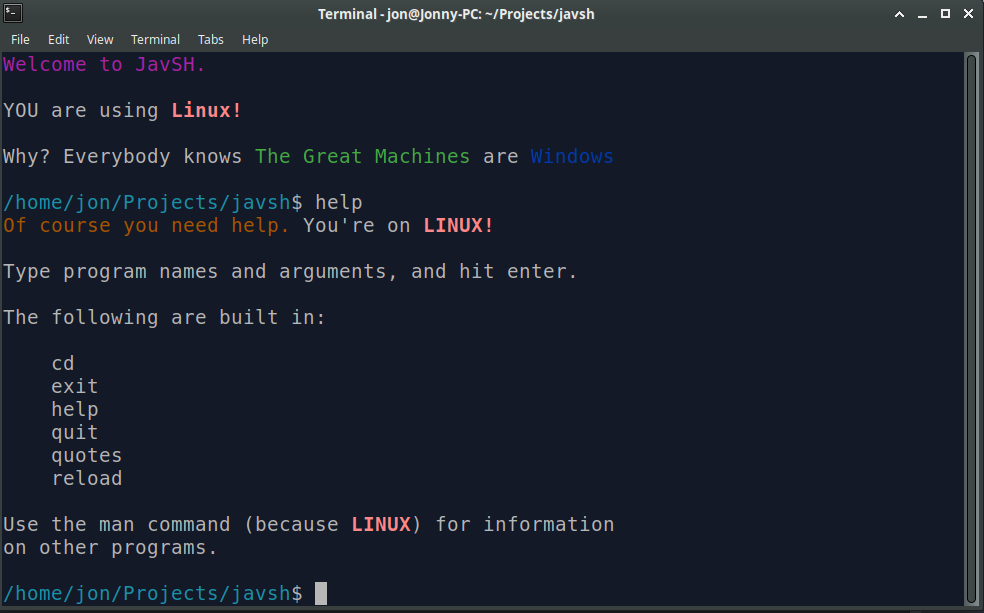 Terminal - jon@Jonny-PC: ~/Projects/javsh
File Edit View Terminal Tabs Help
Welcome to JavSH.
YOU are using Linux!
Why? Everybody knows The Great Machines are Windows
/home/jon/Projects/javsh$ help
Of course you need help. You're on LINUX!
Type program names and arguments, and hit enter.
The following are built in:
cd
exit
help
quit
quotes
reload
Use the man command (because LINUX) for information
on other programs.
/home/jon/Projects/javsh$